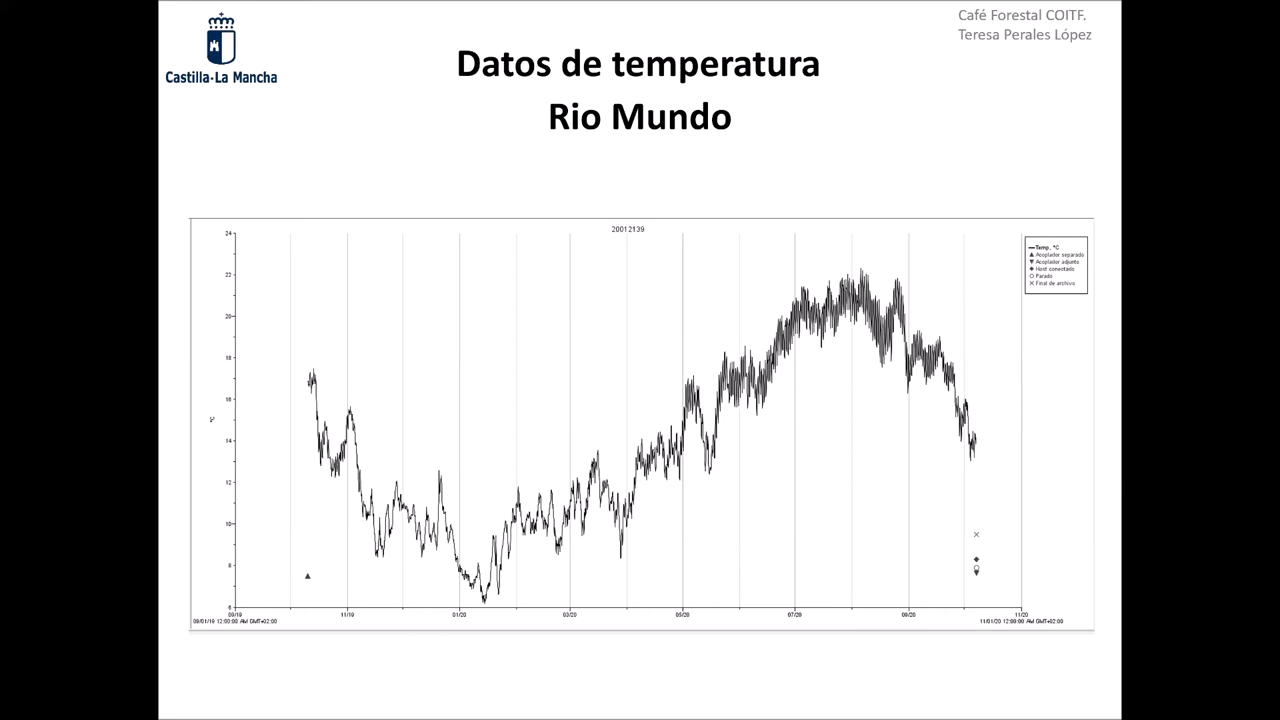 Café Forestal COITF.
Teresa Perales López
Castilla-La Mancha
Datos de temperatura
Rio Mundo
20012139
24
22
20
18
16
14
12
10
8
6
°C
Temp, °C
Acoplador separado
Acoplador adjunto
Host conectado
Parado
Final de archivo
09/19
11/19
01/20
03/20
05/20
07/20
09/20
11/20
09/01/19 12:00:00 AM GMT+02:00
11/01/20 12:00:00 AM GMT+02:00